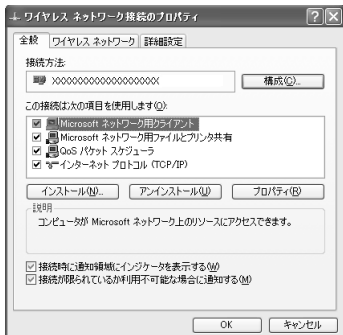 ワイヤレス ネットワーク接続のプロパティ
全般 ワイヤレス ネットワーク 詳細設定
接続方法:
XXXXXXXXXXXXXXXXXX 構成(C)...
この接続は次の項目を使用します(O):
Microsoft ネットワーク用クライアント
Microsoft ネットワーク用ファイルとプリンタ共有
QoS パケット スケジューラ
インターネット プロトコル (TCP/IP)
インストール(N)... アンインストール(U) プロパティ(R)
説明
コンピュータが Microsoft ネットワーク上のリソースにアクセスできます。
接続時に通知領域にインジケータを表示する(W)
接続が限られているか利用不可能な場合に通知する(M)
OK キャンセル